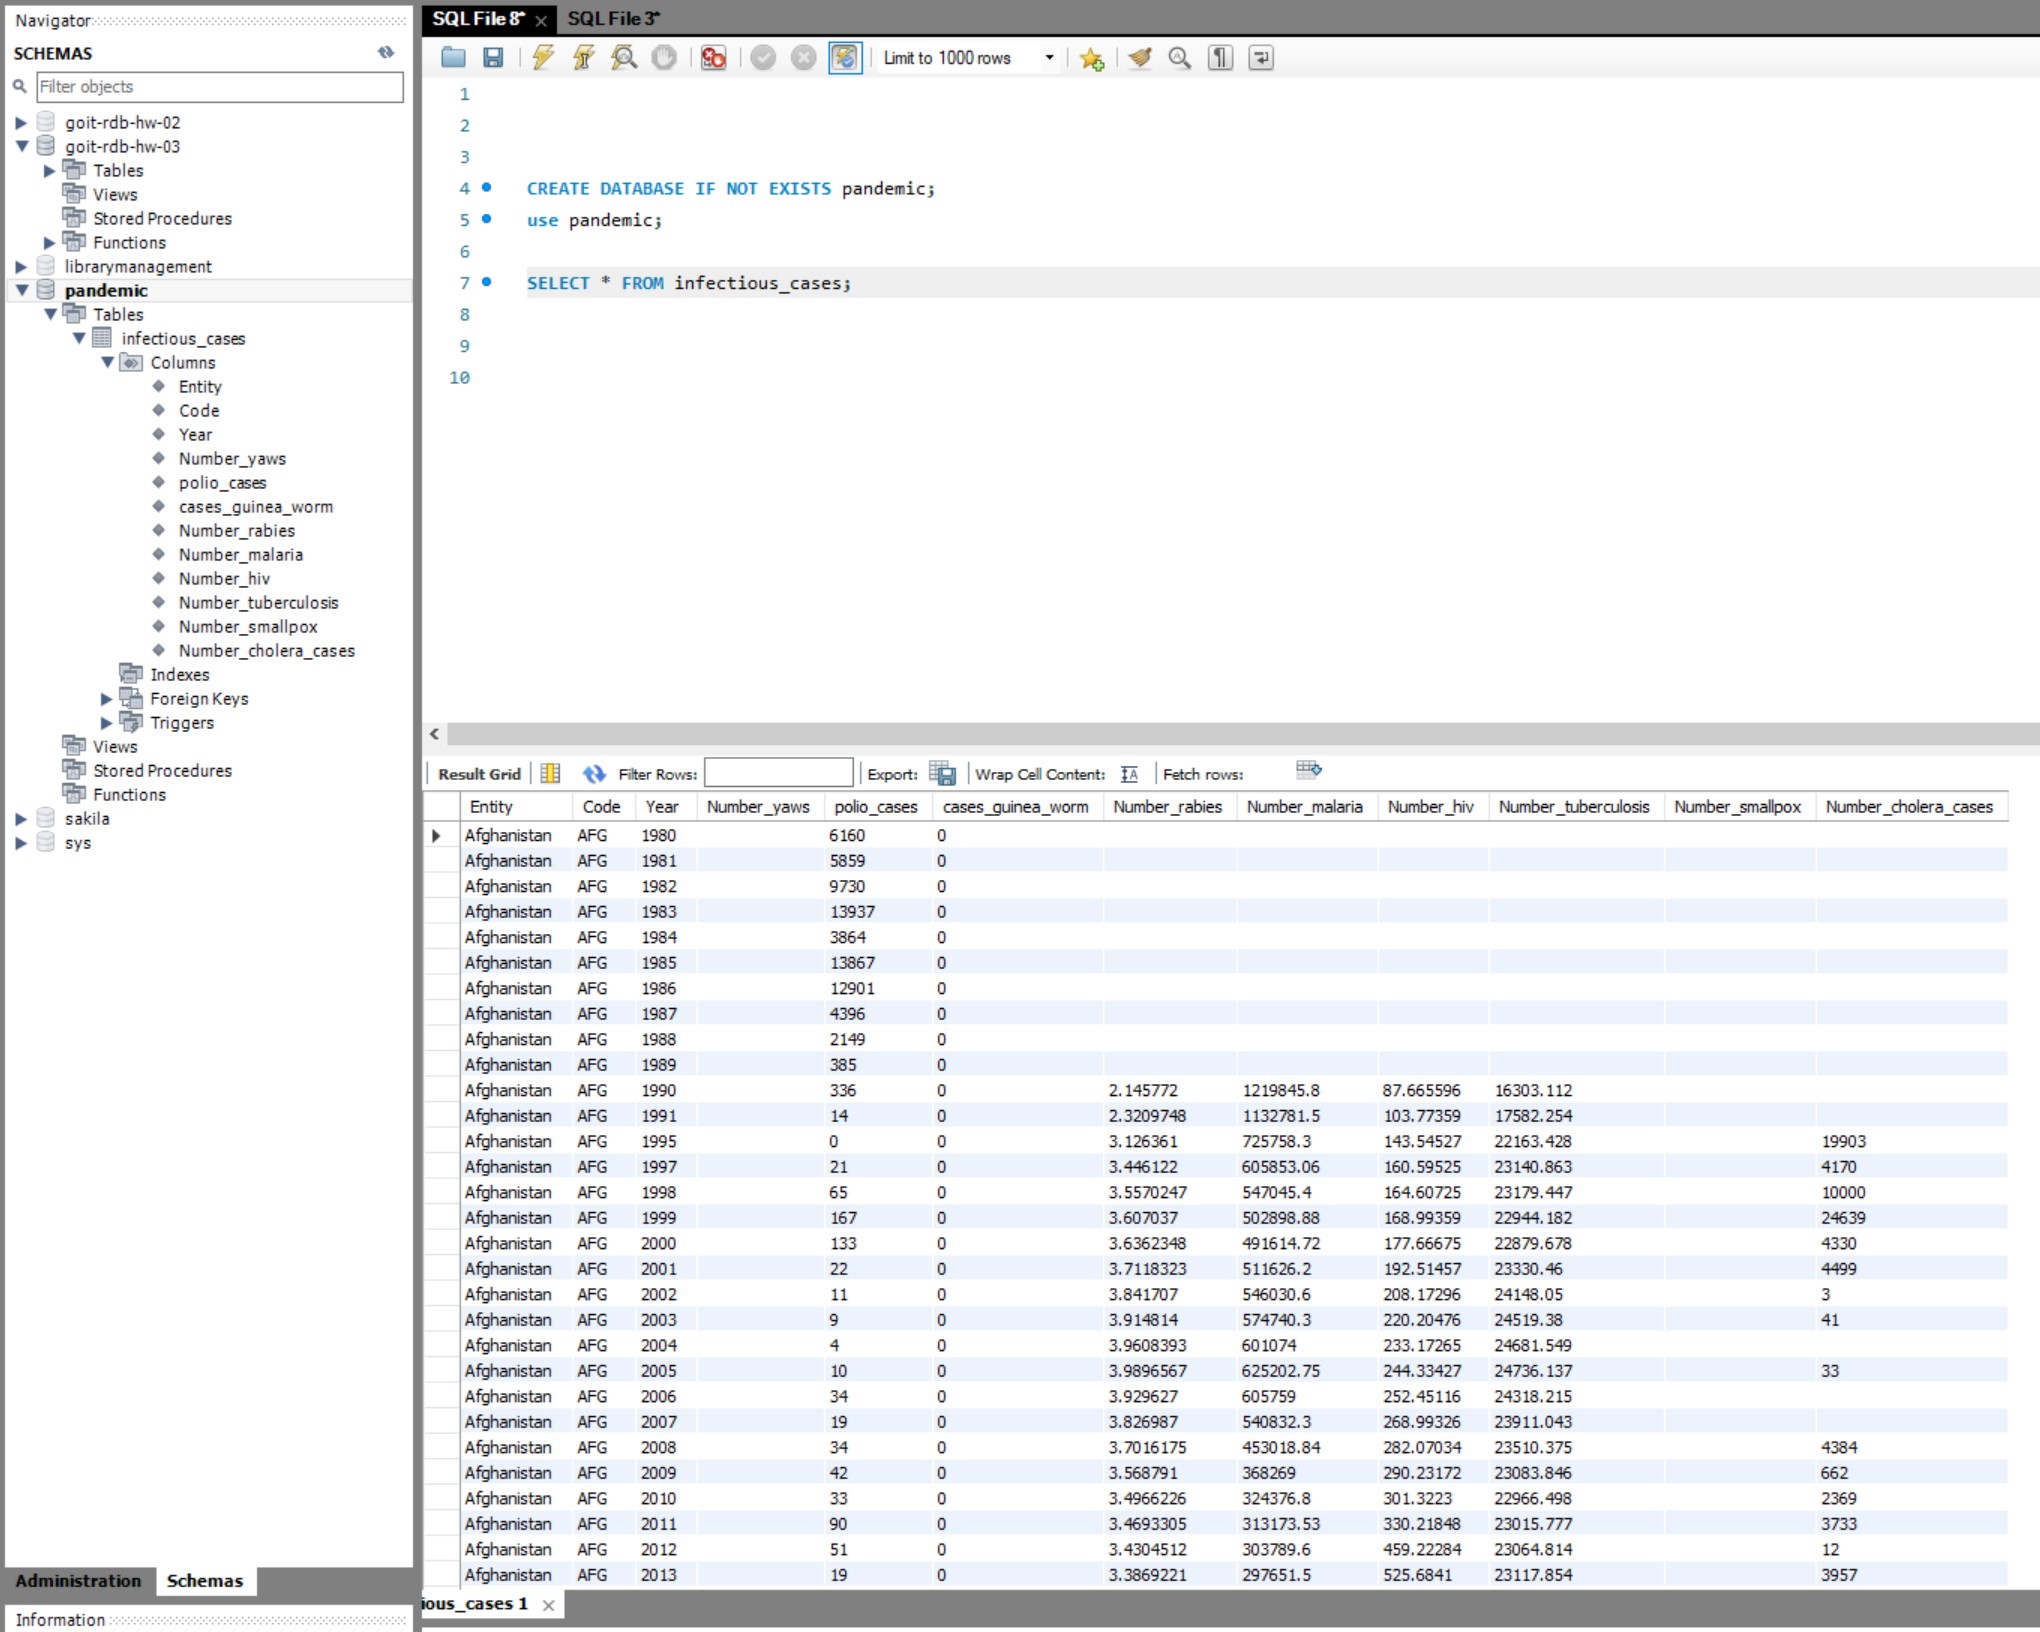 Navigator
SCHEMAS
Filter objects
goit-rdb-hw-02
goit-rdb-hw-03
Tables
Views
Stored Procedures
Functions
librarymanagement
pandemic
Tables
infectious_cases
Columns
Entity
Code
Year
Number_yaws
polio_cases
cases_guinea_worm
Number_rabies
Number_malaria
Number_hiv
Number_tuberculosis
Number_smallpox
Number_cholera_cases
Indexes
Foreign Keys
Triggers
Views
Stored Procedures
Functions
sakila
sys
Administration Schemas
Information
SQL File 8* SQL File 3*
Limit to 1000 rows
1
2
3
4 CREATE DATABASE IF NOT EXISTS pandemic;
5 use pandemic;
6
7 SELECT * FROM infectious_cases;
8
9
10
Result Grid Filter Rows: Export: Wrap Cell Content: Fetch rows:
Entity Code Year Number_yaws polio_cases cases_guinea_worm Number_rabies Number_malaria Number_hiv Number_tuberculosis Number_smallpox Number_cholera_cases
Afghanistan AFG 1980 6160 0
Afghanistan AFG 1981 5859 0
Afghanistan AFG 1982 9730 0
Afghanistan AFG 1983 13937 0
Afghanistan AFG 1984 3864 0
Afghanistan AFG 1985 13867 0
Afghanistan AFG 1986 12901 0
Afghanistan AFG 1987 4396 0
Afghanistan AFG 1988 2149 0
Afghanistan AFG 1989 385 0
Afghanistan AFG 1990 336 0 2.145772 1219845.8 87.665596 16303.112
Afghanistan AFG 1991 14 0 2.3209748 1132781.5 103.77359 17582.254
Afghanistan AFG 1995 0 0 3.126361 725758.3 143.54527 22163.428 19903
Afghanistan AFG 1997 21 0 3.446122 605853.06 160.59525 23140.863 4170
Afghanistan AFG 1998 65 0 3.5570247 547045.4 164.60725 23179.447 10000
Afghanistan AFG 1999 167 0 3.607037 502898.88 168.99359 22944.182 24639
Afghanistan AFG 2000 133 0 3.6362348 491614.72 177.66675 22879.678 4330
Afghanistan AFG 2001 22 0 3.7118323 511626.2 192.51457 23330.46 4499
Afghanistan AFG 2002 11 0 3.841707 546030.6 208.17296 24148.05 3
Afghanistan AFG 2003 9 0 3.914814 574740.3 220.20476 24519.38 41
Afghanistan AFG 2004 4 0 3.9608393 601074 233.17265 24681.549
Afghanistan AFG 2005 10 0 3.9896567 625202.75 244.33427 24736.137 33
Afghanistan AFG 2006 34 0 3.929627 605759 252.45116 24318.215
Afghanistan AFG 2007 19 0 3.826987 540832.3 268.99326 23911.043
Afghanistan AFG 2008 34 0 3.7016175 453018.84 282.07034 23510.375 4384
Afghanistan AFG 2009 42 0 3.568791 368269 290.23172 23083.846 662
Afghanistan AFG 2010 33 0 3.4966226 324376.8 301.3223 22966.498 2369
Afghanistan AFG 2011 90 0 3.4693305 313173.53 330.21848 23015.777 3733
Afghanistan AFG 2012 51 0 3.4304512 303789.6 459.22284 23064.814 12
Afghanistan AFG 2013 19 0 3.3869221 297651.5 525.6841 23117.854 3957
ious_cases 1